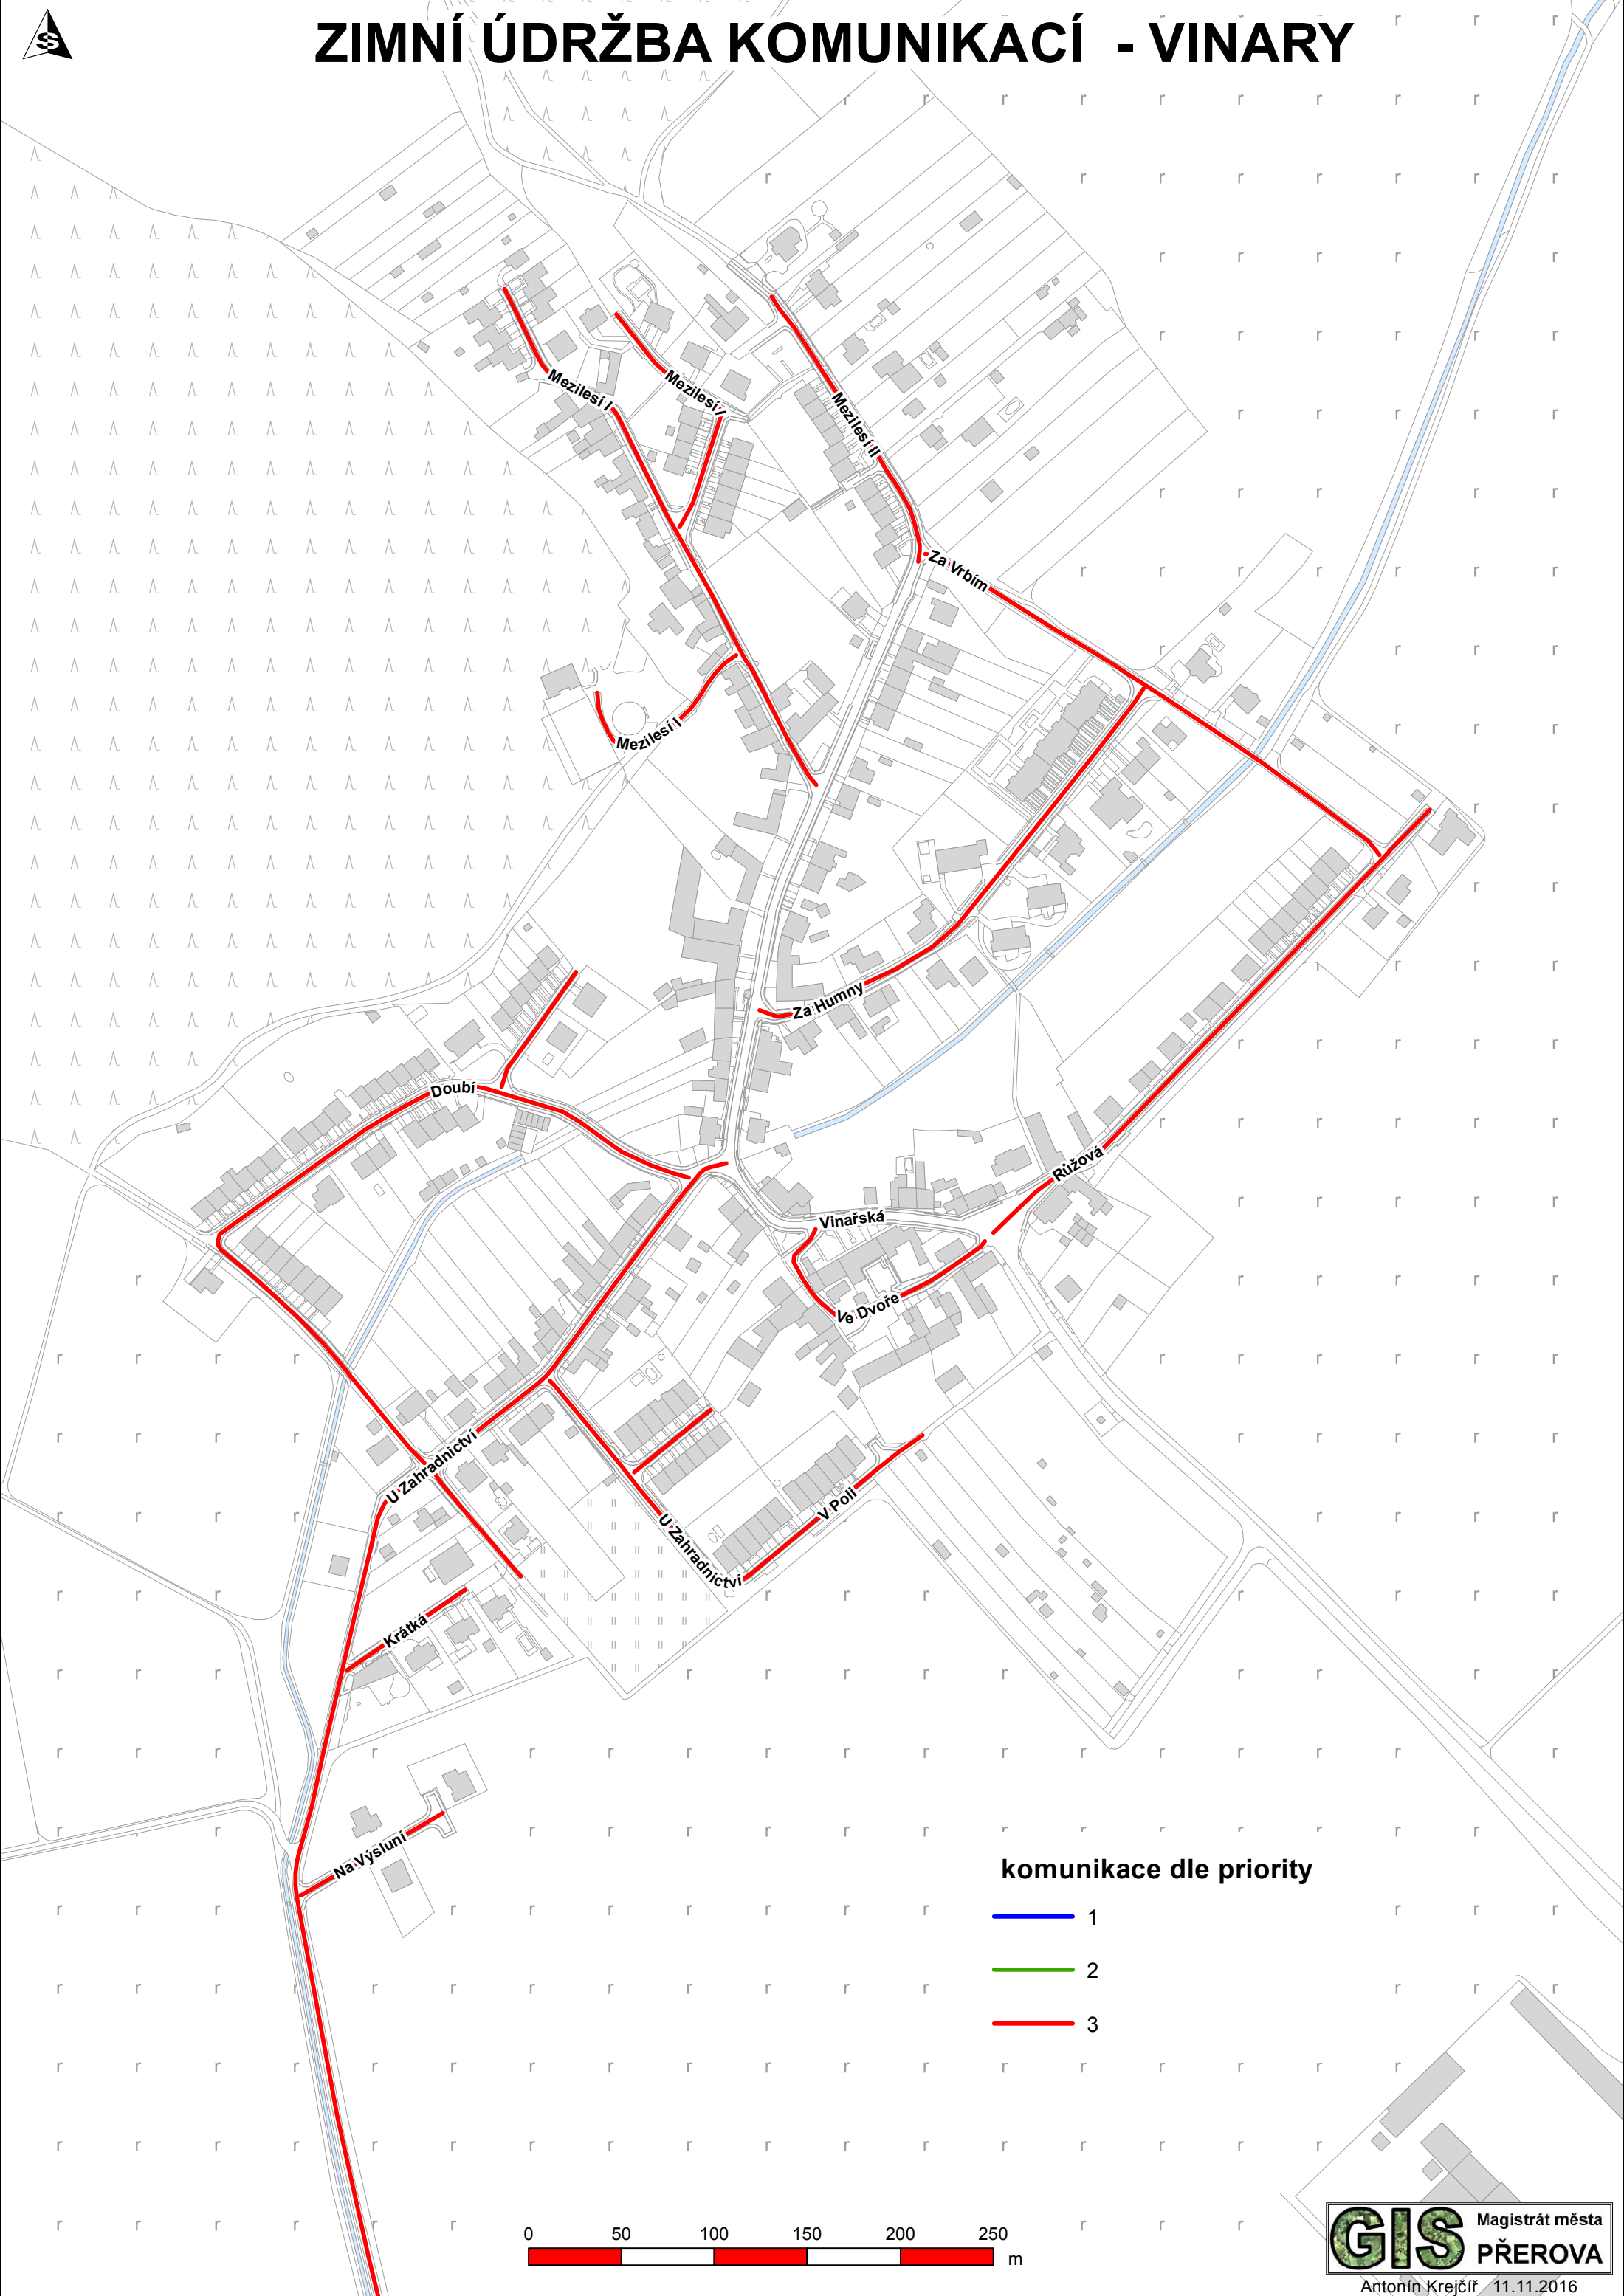 ZIMNÍ ÚDRŽBA KOMUNIKACÍ - VINARY
S
Mezilesí I
Mezilesí I
Mezilesí II
Za Vrbím
Mezilesí I
Za Humny
Doubí
Růžová
Vinařská
Ve Dvoře
U Zahradnictví
V Poli
U Zahradnictví
Krátká
Na Výsluní
komunikace dle priority
1
2
3
0 50 100 150 200 250
m
GIS
Magistrát města
PŘEROVA
Antonín Krejčíř 11.11.2016